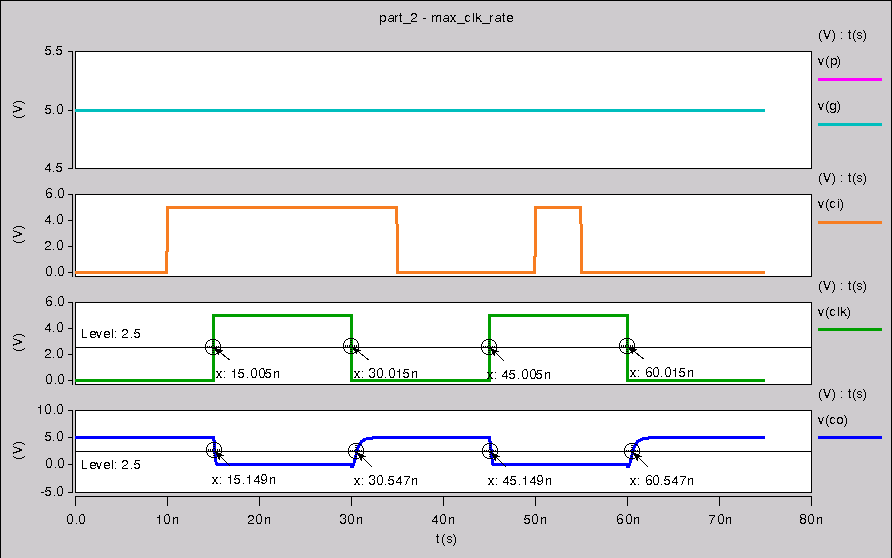 part_2 - max_clk_rate
(V) : t(s)
v(p)
v(g)
5.5
5.0
4.5
(V)
(V) : t(s)
v(ci)
6.0
4.0
2.0
0.0
(V)
(V) : t(s)
v(clk)
6.0
4.0
2.0
0.0
(V)
Level: 2.5
x: 15.005n
x: 30.015n
x: 45.005n
x: 60.015n
(V) : t(s)
v(co)
10.0
5.0
0.0
-5.0
(V)
Level: 2.5
x: 15.149n
x: 30.547n
x: 45.149n
x: 60.547n
0.0 10n 20n 30n 40n 50n 60n 70n 80n
t(s)